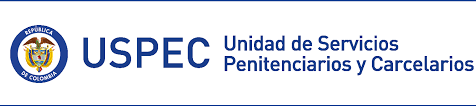 REPÚBLICA
DE COLOMBIA
USPEC
Unidad de Servicios
Penitenciarios y Carcelarios